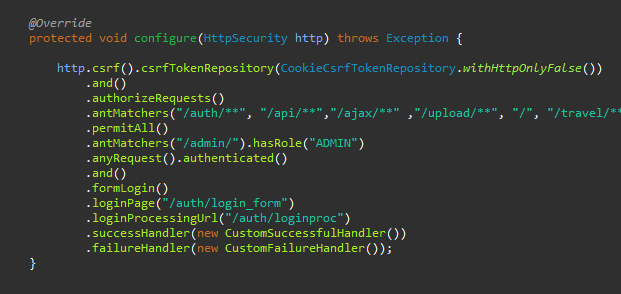 @Override
protected void configure(HttpSecurity http) throws Exception {
http.csrf().csrfTokenRepository(CookieCsrfTokenRepository.withHttpOnlyFalse())
.and()
.authorizeRequests()
.antMatchers("/auth/**", "/api/**","/ajax/**" ,"/upload/**", "/", "/travel/**
.permitAll()
.antMatchers("/admin/").hasRole("ADMIN")
.anyRequest().authenticated()
.and()
.formLogin()
.loginPage("/auth/login_form")
.loginProcessingUrl("/auth/loginproc")
.successHandler(new CustomSuccessfulHandler())
.failureHandler(new CustomFailureHandler());
}